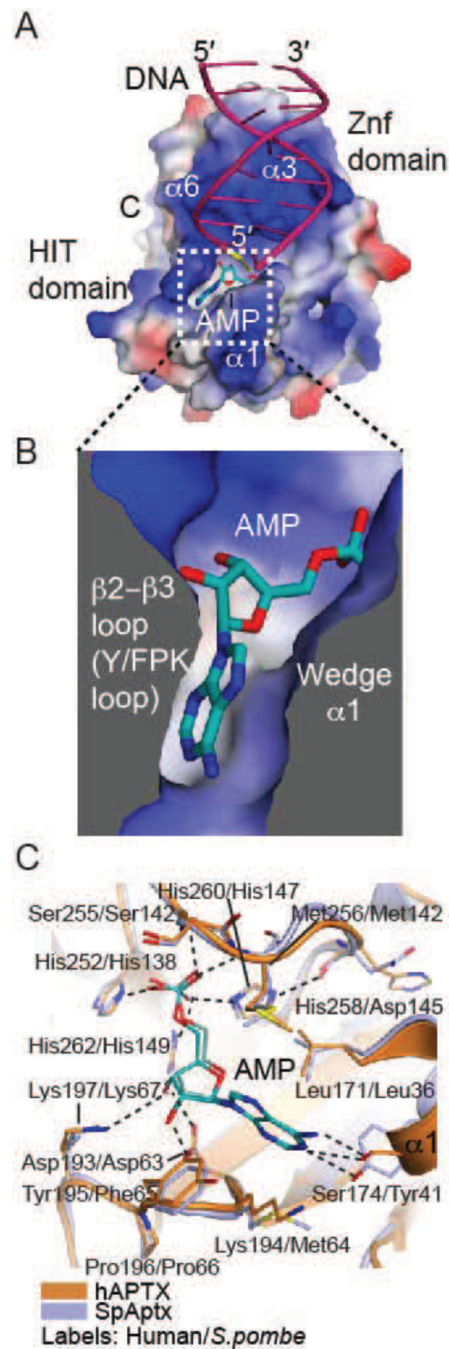 A
5′ 3′
DNA
Znf
domain
α3
α6
C
5′
HIT
domain
AMP
α1
B
AMP
β2–β3
loop
(Y/FPK
loop)
Wedge
α1
C
His260/His147
Ser255/Ser142
Met256/Met142
His252/His138
His258/Asp145
His262/His149
AMP
Leu171/Leu36
Lys197/Lys67
α1
Asp193/Asp63
Tyr195/Phe65
Ser174/Tyr41
Lys194/Met64
Pro196/Pro66
hAPTX
SpAptx
Labels: Human/S.pombe